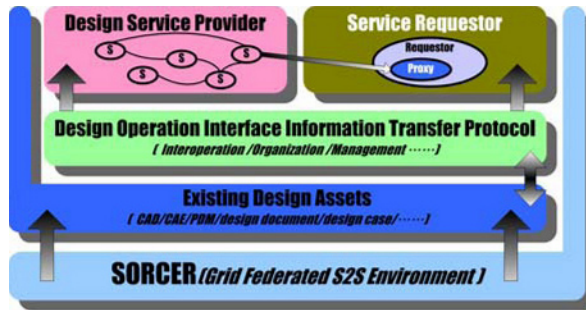 Design Service Provider
S
S
S
S
S
Service Requestor
Requestor
Proxy
Design Operation Interface Information Transfer Protocol
( Interoperation /Organization /Management ······)
Existing Design Assets
( CAD/CAE/PDM/design document/design case/······)
SORCER(Grid Federated S2S Environment )